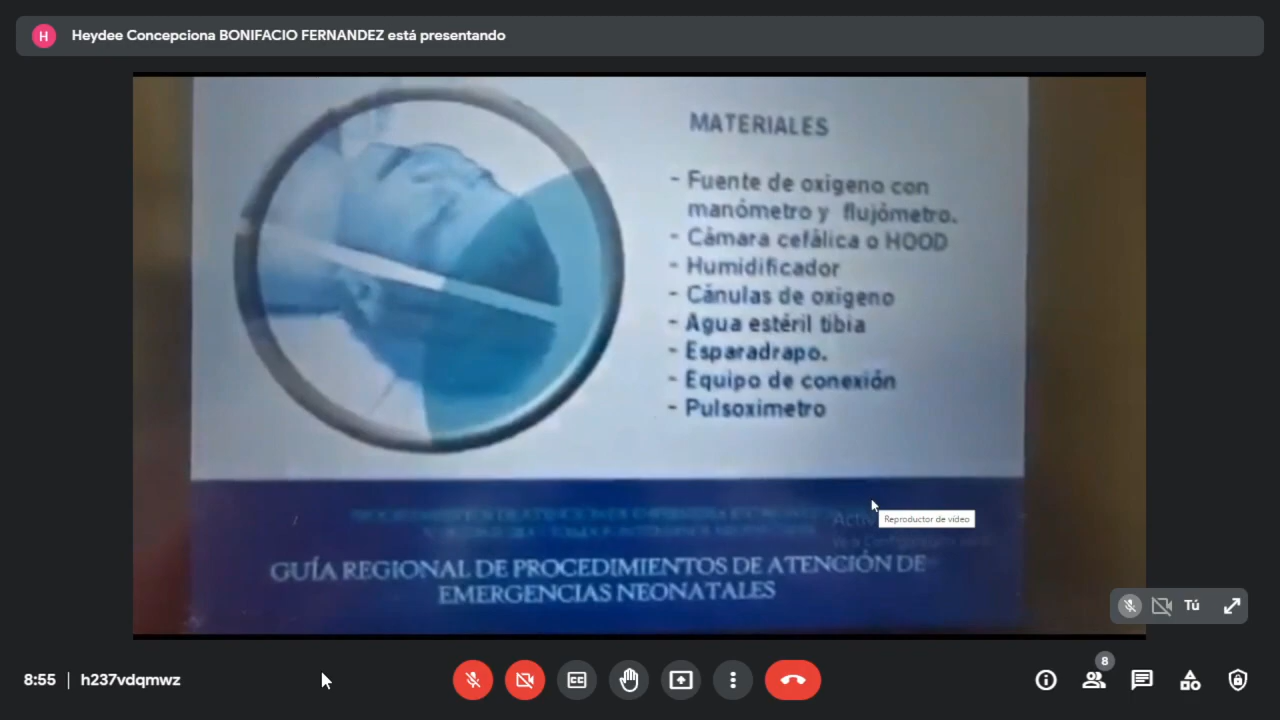 H
Heydee Concepciona BONIFACIO FERNANDEZ está presentando
MATERIALES
- Fuente de oxigeno con
manómetro y flujómetro.
- Cámara cefálica o HOOD
- Humidificador
- Cánulas de oxigeno
- Agua estéril tibia
- Esparadrapo.
- Equipo de conexión
- Pulsoximetro
Reproductor de vídeo
GUÍA REGIONAL DE PROCEDIMIENTOS DE ATENCIÓN DE
EMERGENCIAS NEONATALES
Tú
8:55 | h237vdqmwz
CC
8